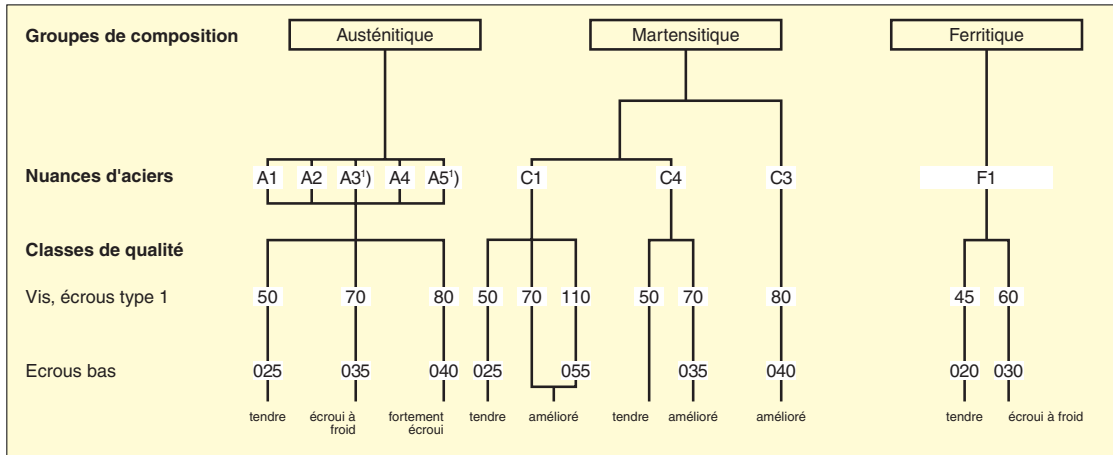 Groupes de composition Austénitique Martensitique Ferritique
Nuances d'aciers A1 A2 A3¹) A4 A5¹) C1 C4 C3 F1
Classes de qualité
Vis, écrous type 1 50 70 80 50 70 110 50 70 80 45 60
Ecrous bas 025 035 040 025 055 035 040 020 030
tendre écroui à fortement tendre amélioré tendre amélioré amélioré tendre écroui à froid
froid écroui